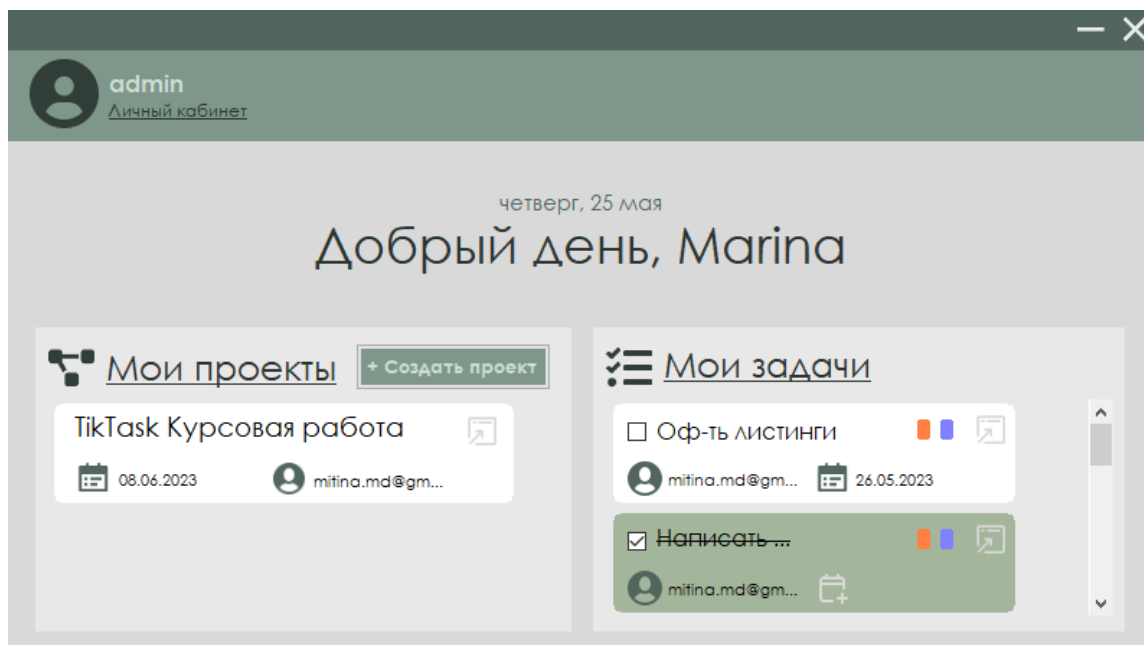 admin
Личный кабинет
четверг, 25 мая
Добрый день, Marina
Мои проекты
+ Создать проект
TikTask Курсовая работа
08.06.2023
mitina.md@gm...
Мои задачи
Оф-ть листинги
mitina.md@gm...
26.05.2023
Написать ...
mitina.md@gm...